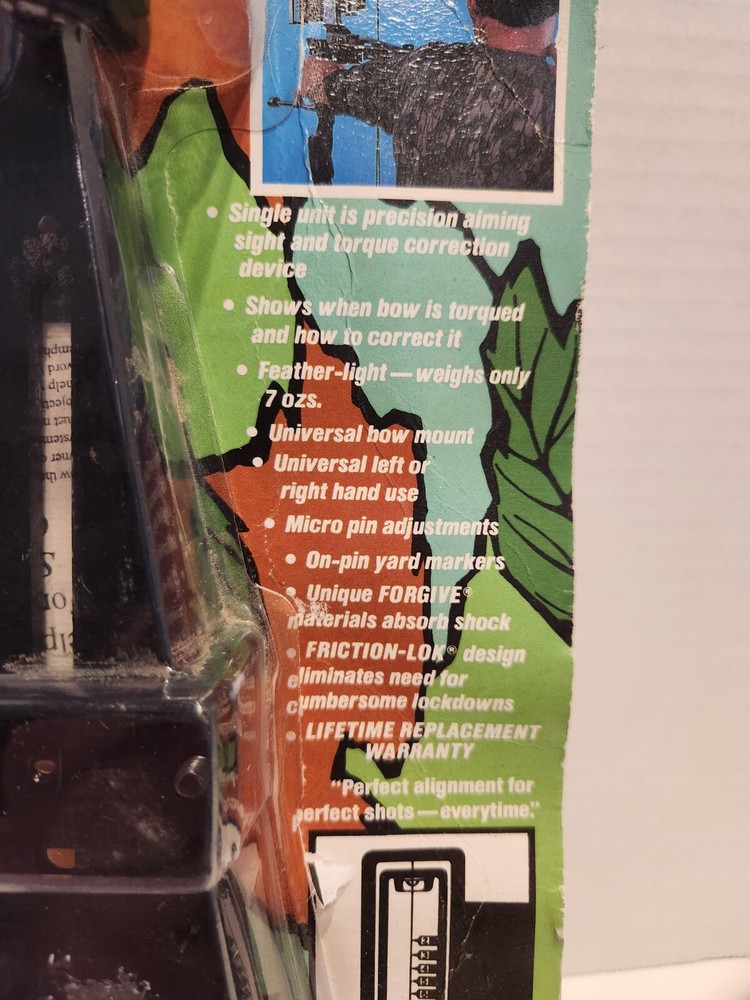 • Single unit is precision aiming
sight and torque correction
device
• Shows when bow is torqued
and how to correct it
• Feather-light — weighs only
7 ozs.
• Universal bow mount
• Universal left or
right hand use
• Micro pin adjustments
• On-pin yard markers
• Unique FORGIVE®
materials absorb shock
• FRICTION-LOK® design
eliminates need for
cumbersome lockdowns
• LIFETIME REPLACEMENT
WARRANTY
"Perfect alignment for
perfect shots — everytime."